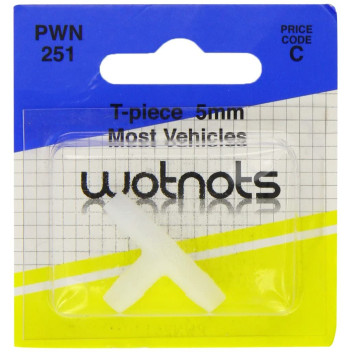 PWN
251
PRICE
CODE
C
T-piece 5mm
Most Vehicles
wotnots